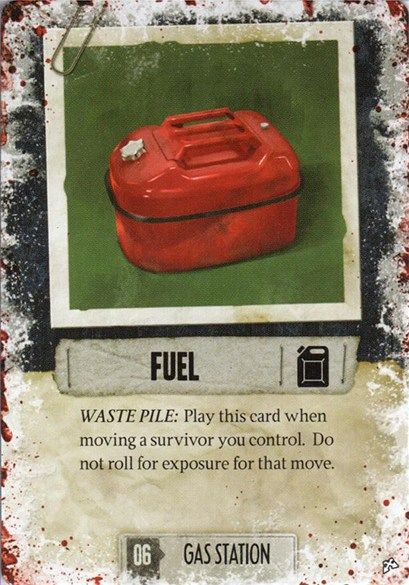 FUEL
WASTE PILE: Play this card when
moving a survivor you control. Do
not roll for exposure for that move.
06 GAS STATION